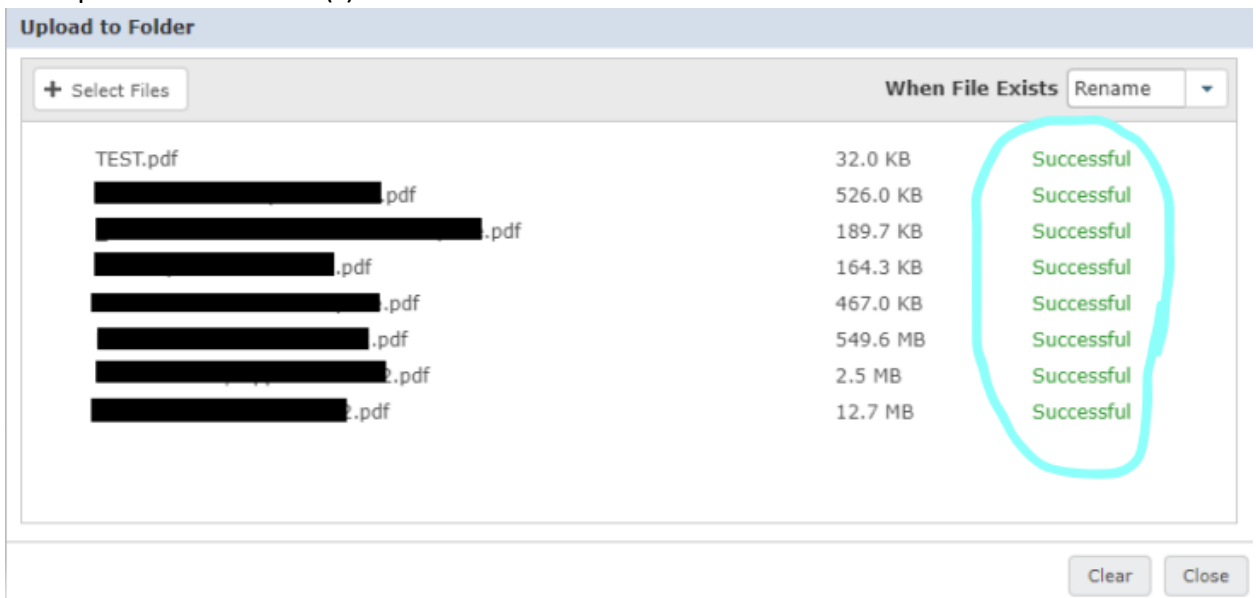 Upload to Folder
+ Select Files When File Exists Rename
TEST.pdf 32.0 KB Successful
.pdf 526.0 KB Successful
.pdf 189.7 KB Successful
.pdf 164.3 KB Successful
.pdf 467.0 KB Successful
.pdf 549.6 MB Successful
2.pdf 2.5 MB Successful
2.pdf 12.7 MB Successful
Clear Close